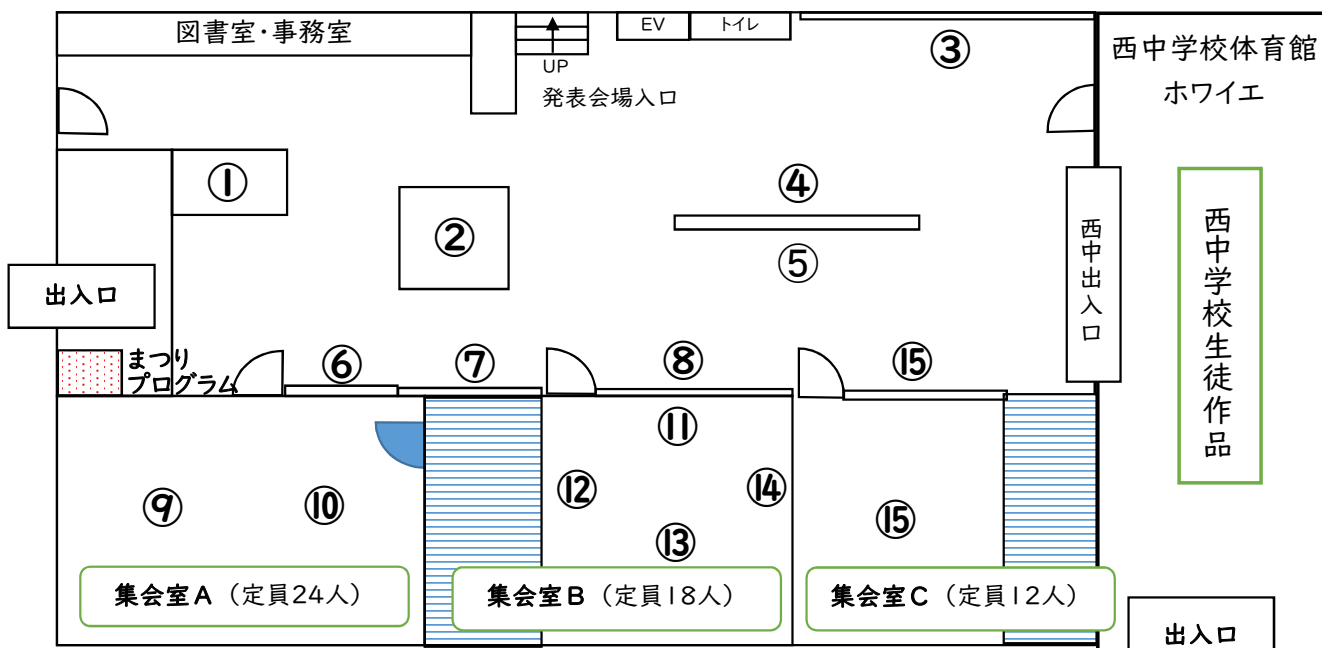 図書室・事務室
EV
トイレ
UP
発表会場入口
③
西中学校体育館
ホワイエ
①
②
④
⑤
西中出入口
西中学校生徒作品
出入口
まつり
プログラム
⑥
⑦
⑧
⑮
⑨
⑩
⑪
⑫
⑬
⑭
⑮
集会室A（定員24人）
集会室B（定員18人）
集会室C（定員12人）
出入口